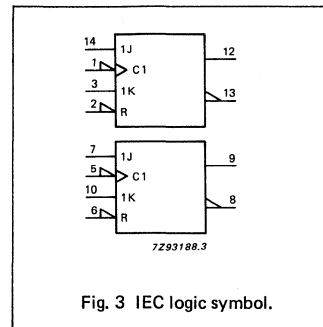 14 1J 12
1 C1
3 1K
2 R 13
7 1J 9
5 C1
10 1K
6 R 8
7Z93188.3
Fig. 3 IEC logic symbol.